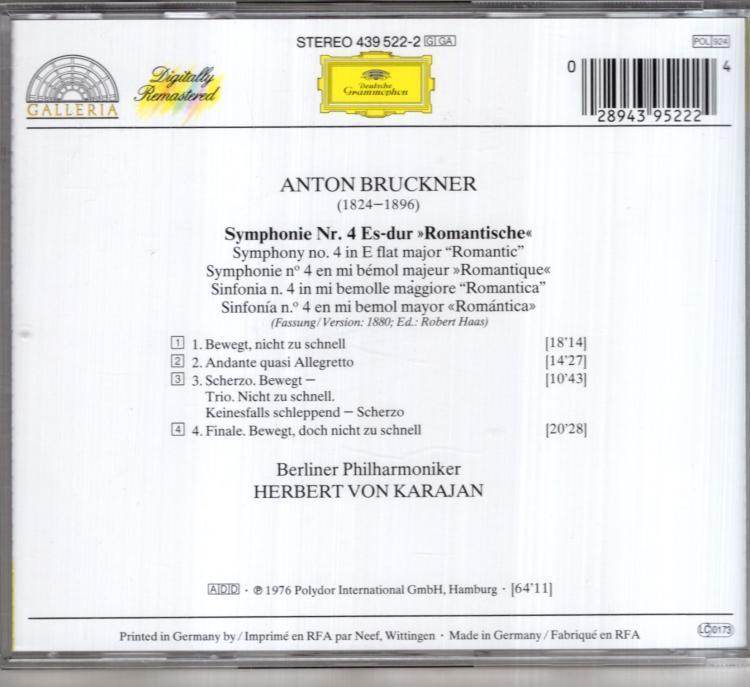 STEREO 439 522-2 G GA
POL 924
GALLERIA
Digitally
Remastered
Deutsche
Grammophon
0 28943 95222 4
ANTON BRUCKNER
(1824–1896)
Symphonie Nr. 4 Es-dur »Romantische«
Symphony no. 4 in E flat major “Romantic”
Symphonie nº 4 en mi bémol majeur »Romantique«
Sinfonia n. 4 in mi bemolle maggiore “Romantica”
Sinfonía n.º 4 en mi bemol mayor «Romántica»
(Fassung/Version: 1880; Ed.: Robert Haas)
1 1. Bewegt, nicht zu schnell [18'14]
2 2. Andante quasi Allegretto [14'27]
3 3. Scherzo. Bewegt – [10'43]
Trio. Nicht zu schnell.
Keinesfalls schleppend – Scherzo
4 4. Finale. Bewegt, doch nicht zu schnell [20'28]
Berliner Philharmoniker
HERBERT VON KARAJAN
ADD · ℗ 1976 Polydor International GmbH, Hamburg · [64'11]
Printed in Germany by / Imprimé en RFA par Neef, Wittingen · Made in Germany / Fabriqué en RFA
LC 0173